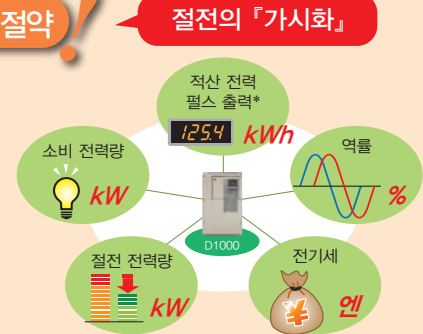 절약
절전의 『가시화』
적산 전력
펄스 출력*
125.4 kWh
소비 전력량
kW
역률
%
D1000
절전 전력량
kW
전기세
¥
엔